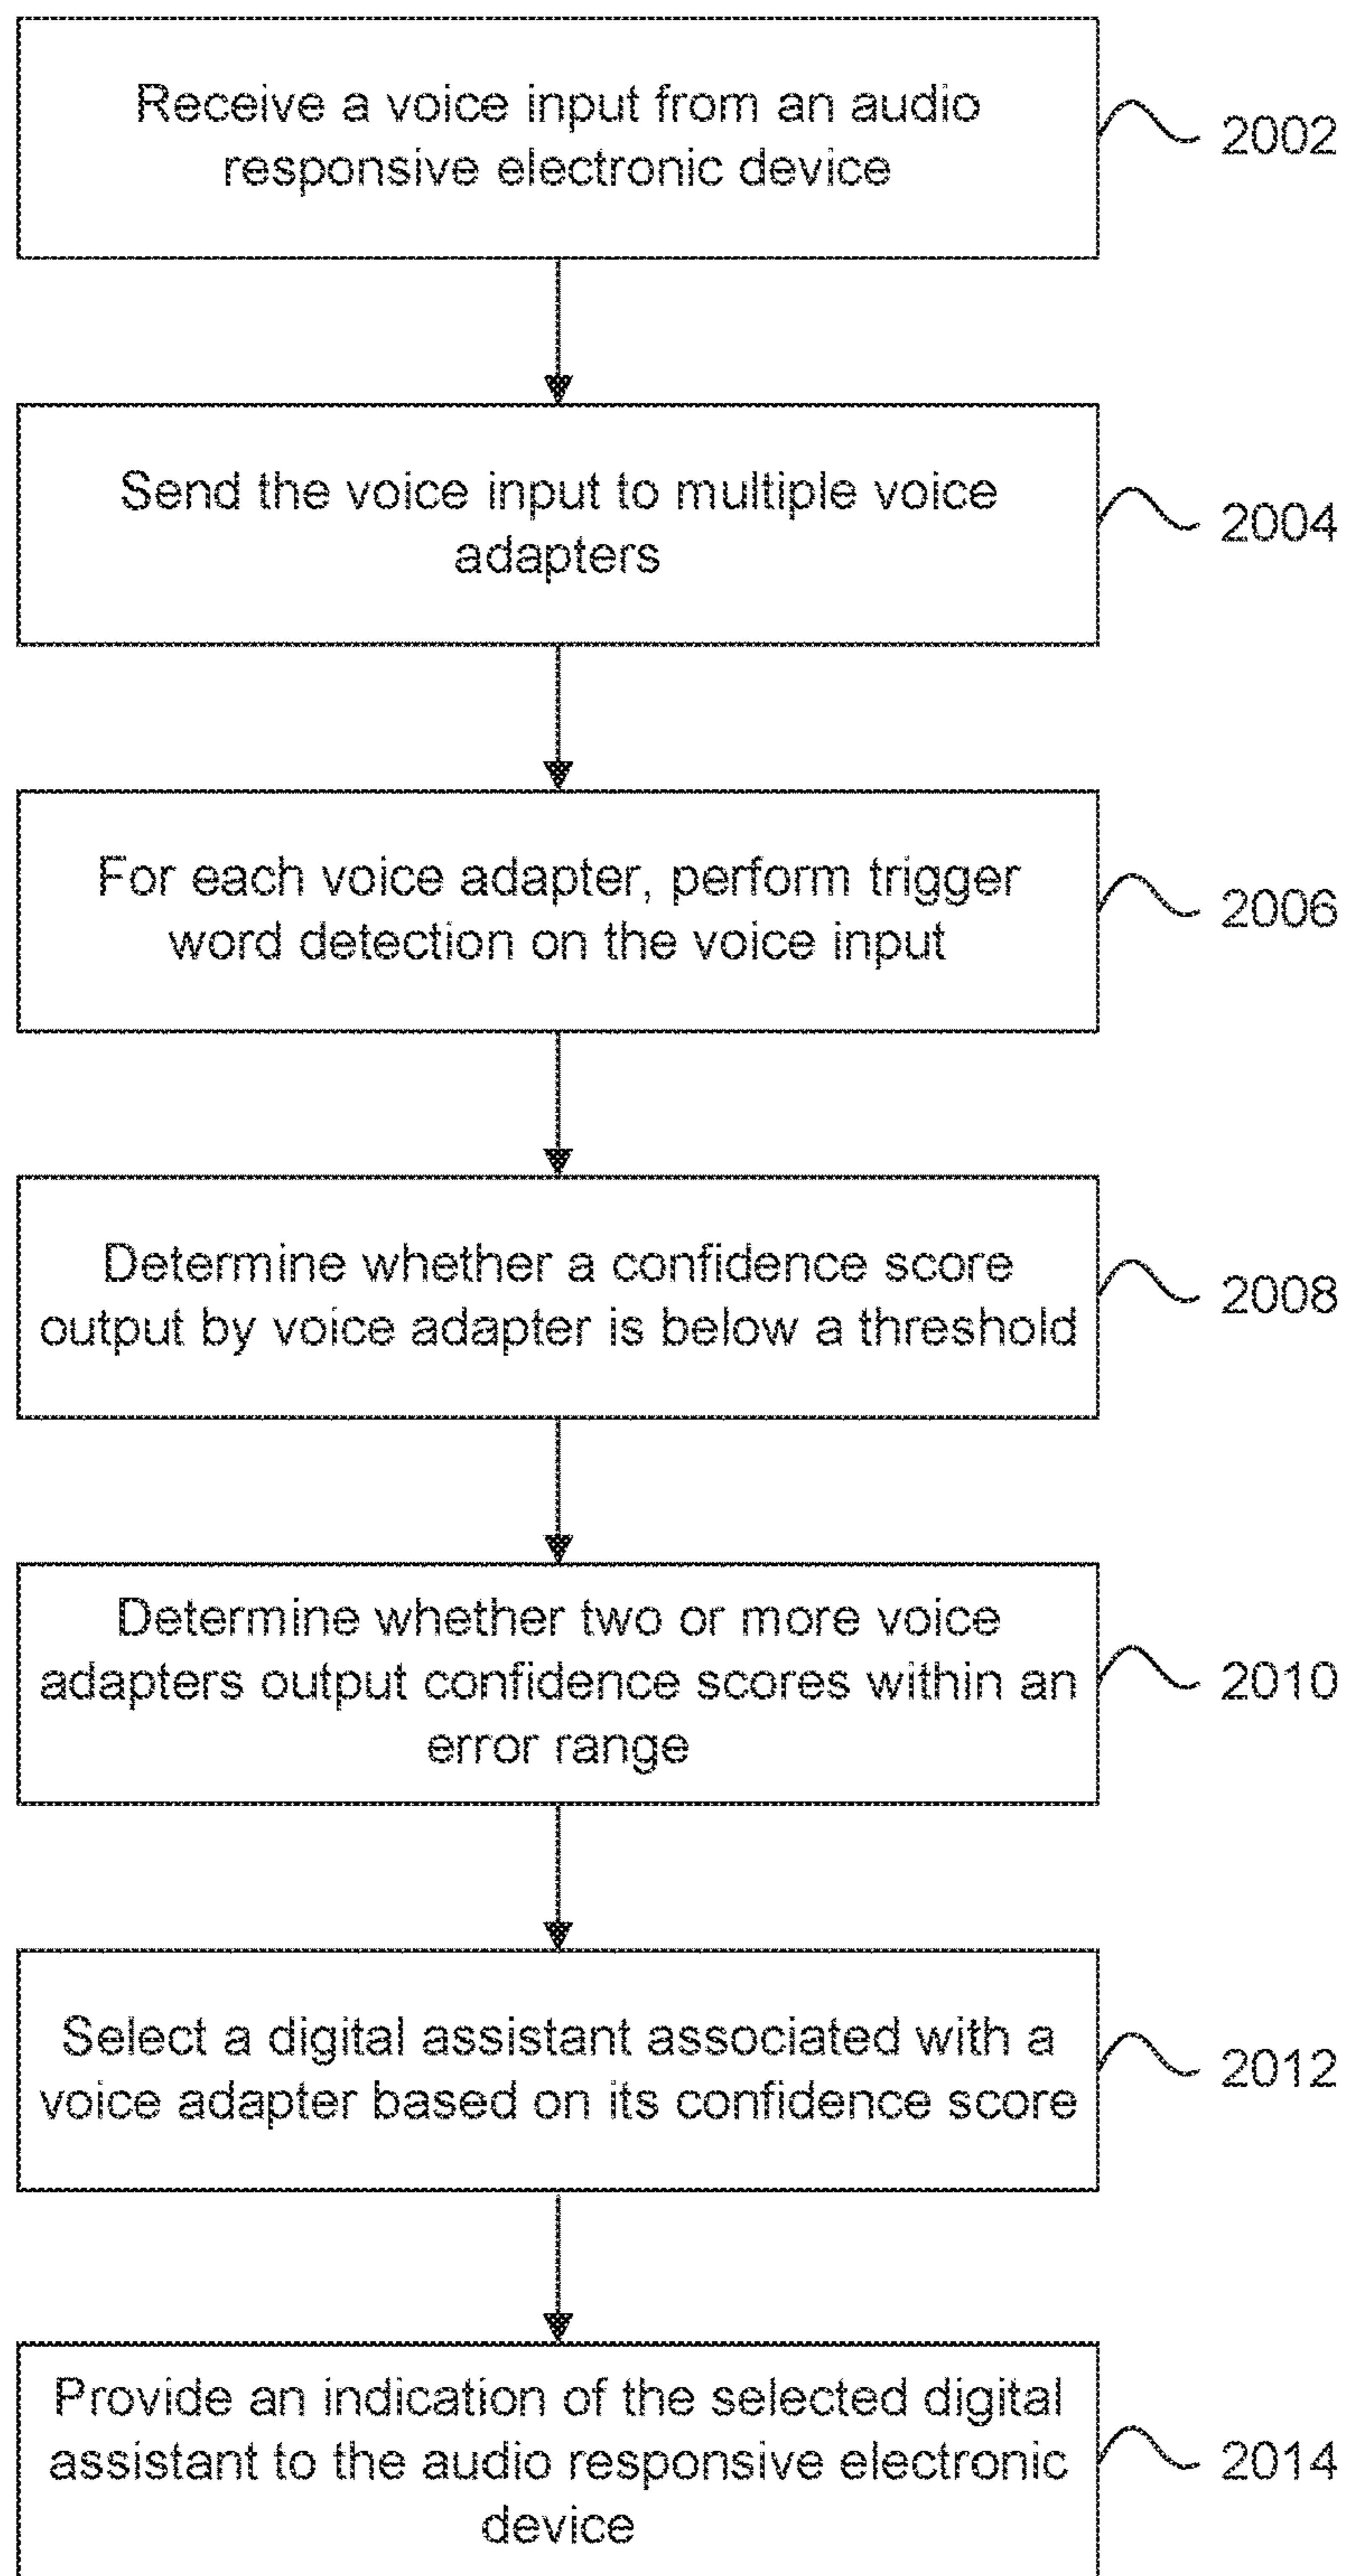 Receive a voice input from an audio
responsive electronic device
2002
Send the voice input to multiple voice
adapters
2004
For each voice adapter, perform trigger
word detection on the voice input
2006
Determine whether a confidence score
output by voice adapter is below a threshold
2008
Determine whether two or more voice
adapters output confidence scores within an
error range
2010
Select a digital assistant associated with a
voice adapter based on its confidence score
2012
Provide an indication of the selected digital
assistant to the audio responsive electronic
device
2014